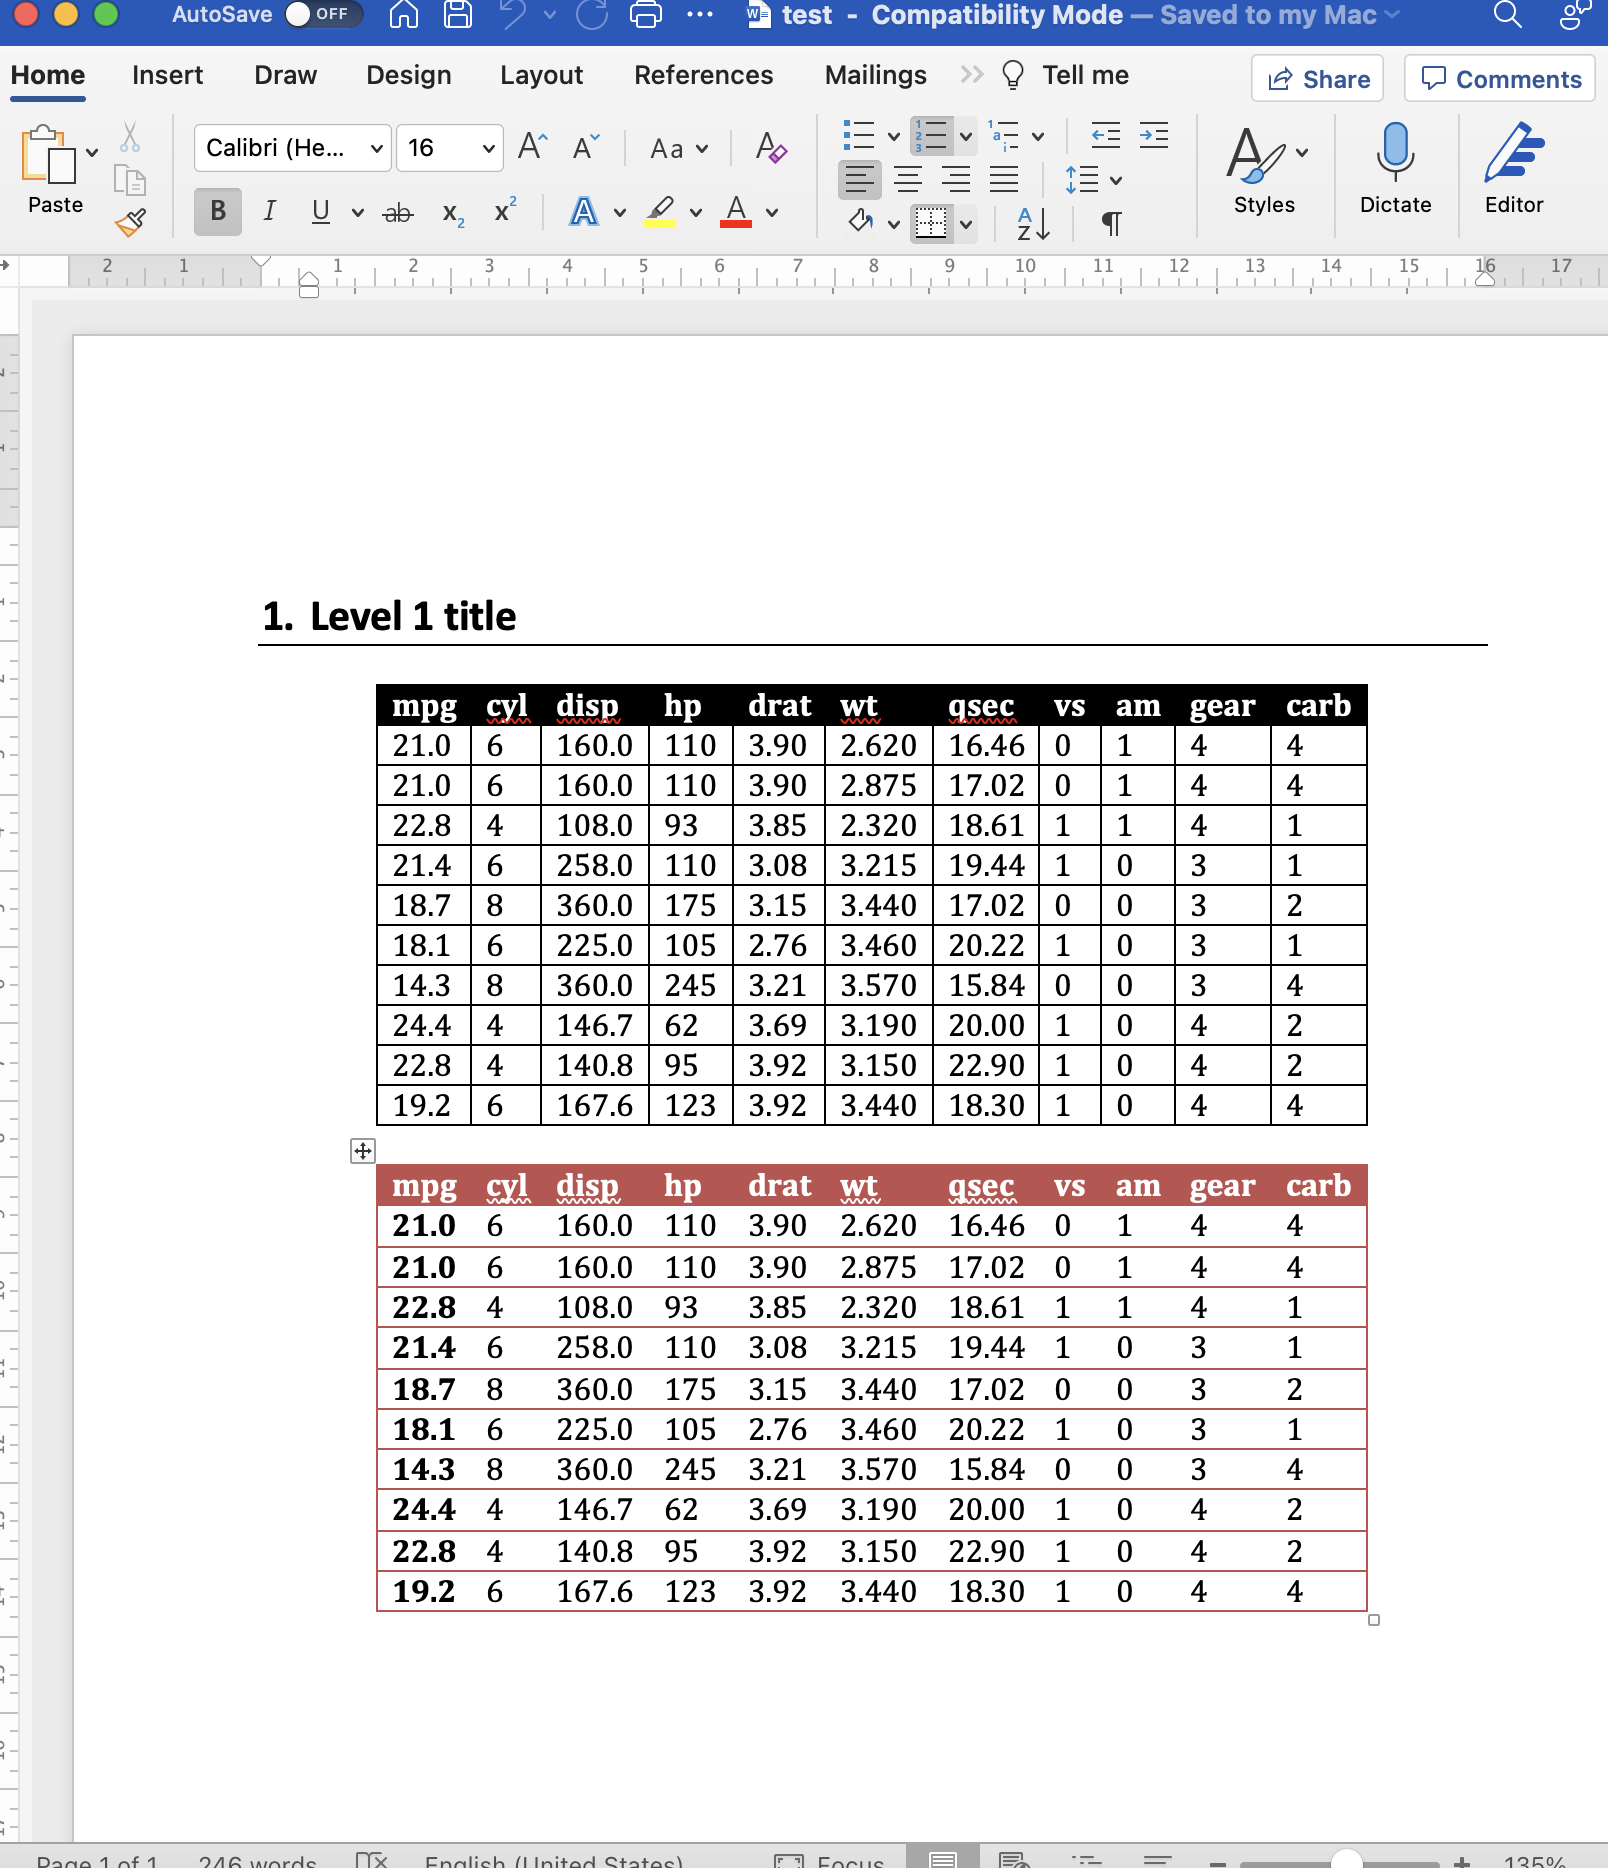 AutoSave OFF test - Compatibility Mode — Saved to my Mac
Home Insert Draw Design Layout References Mailings Tell me Share Comments
Paste Calibri (He... 16 Aa Styles Dictate Editor
2 1 1 2 3 4 5 6 7 8 9 10 11 12 13 14 15 16 17
1. Level 1 title
mpg cyl disp hp drat wt qsec vs am gear carb
21.0 6 160.0 110 3.90 2.620 16.46 0 1 4 4
21.0 6 160.0 110 3.90 2.875 17.02 0 1 4 4
22.8 4 108.0 93 3.85 2.320 18.61 1 1 4 1
21.4 6 258.0 110 3.08 3.215 19.44 1 0 3 1
18.7 8 360.0 175 3.15 3.440 17.02 0 0 3 2
18.1 6 225.0 105 2.76 3.460 20.22 1 0 3 1
14.3 8 360.0 245 3.21 3.570 15.84 0 0 3 4
24.4 4 146.7 62 3.69 3.190 20.00 1 0 4 2
22.8 4 140.8 95 3.92 3.150 22.90 1 0 4 2
19.2 6 167.6 123 3.92 3.440 18.30 1 0 4 4
mpg cyl disp hp drat wt qsec vs am gear carb
21.0 6 160.0 110 3.90 2.620 16.46 0 1 4 4
21.0 6 160.0 110 3.90 2.875 17.02 0 1 4 4
22.8 4 108.0 93 3.85 2.320 18.61 1 1 4 1
21.4 6 258.0 110 3.08 3.215 19.44 1 0 3 1
18.7 8 360.0 175 3.15 3.440 17.02 0 0 3 2
18.1 6 225.0 105 2.76 3.460 20.22 1 0 3 1
14.3 8 360.0 245 3.21 3.570 15.84 0 0 3 4
24.4 4 146.7 62 3.69 3.190 20.00 1 0 4 2
22.8 4 140.8 95 3.92 3.150 22.90 1 0 4 2
19.2 6 167.6 123 3.92 3.440 18.30 1 0 4 4
Page 1 of 1 246 words English (United States) Focus 135%